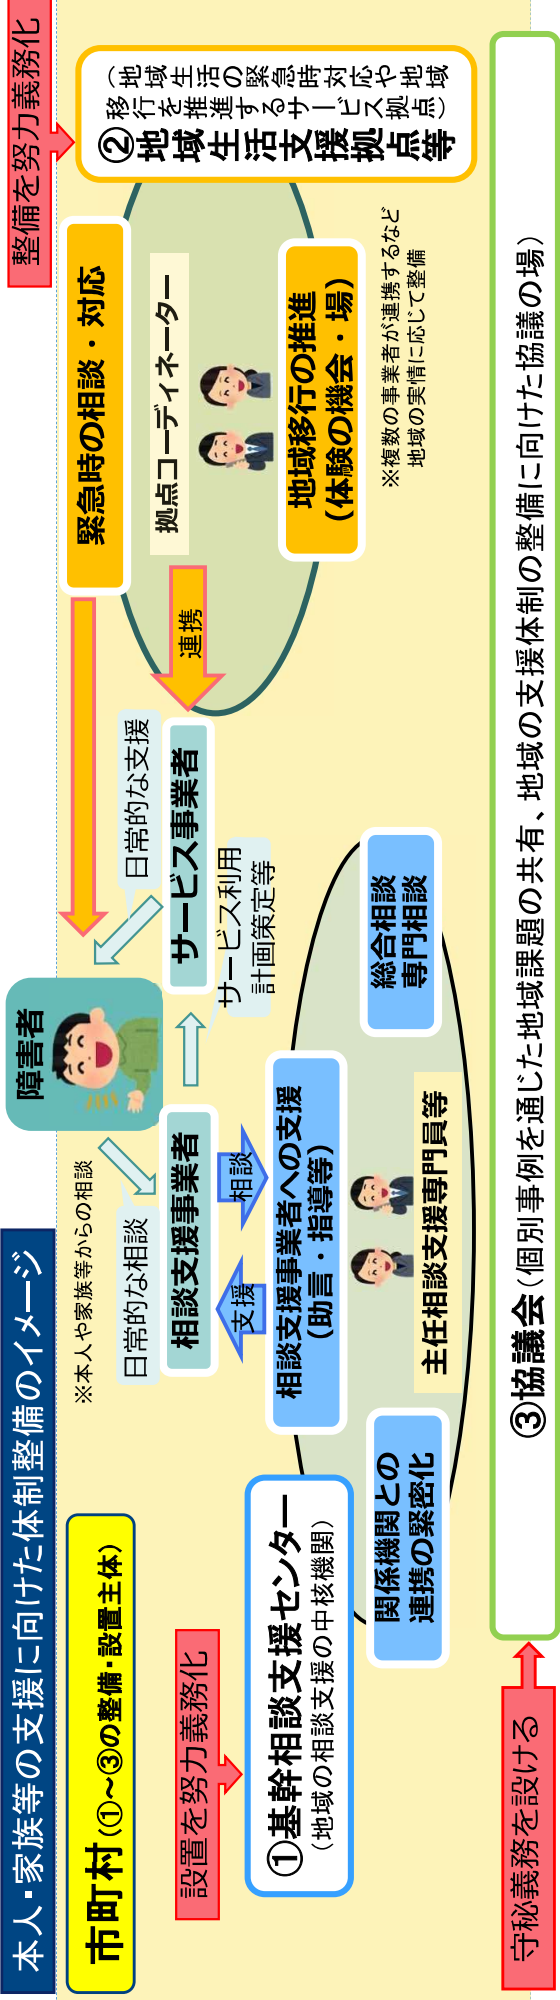 本人・家族等の支援に向けた体制整備のイメージ
市町村(①～③の整備・設置主体)
設置を努力義務化
①基幹相談支援センター
(地域の相談支援の中核機関)
関係機関との
連携の緊密化
相談支援事業者への支援
(助言・指導等)
主任相談支援専門員等
総合相談
専門相談
支援
相談
※本人や家族等からの相談
日常的な相談
相談支援事業者
障害者
サービス利用
計画策定等
日常的な支援
サービス事業者
連携
緊急時の相談・対応
拠点コーディネーター
地域移行の推進
(体験の機会・場)
※複数の事業者が連携するなど
地域の実情に応じて整備
整備を努力義務化
(地域生活の緊急時対応や地域
移行を推進するサービス拠点)
②地域生活支援拠点等
守秘義務を設ける
③協議会(個別事例を通じた地域課題の共有、地域の支援体制の整備に向けた協議の場)